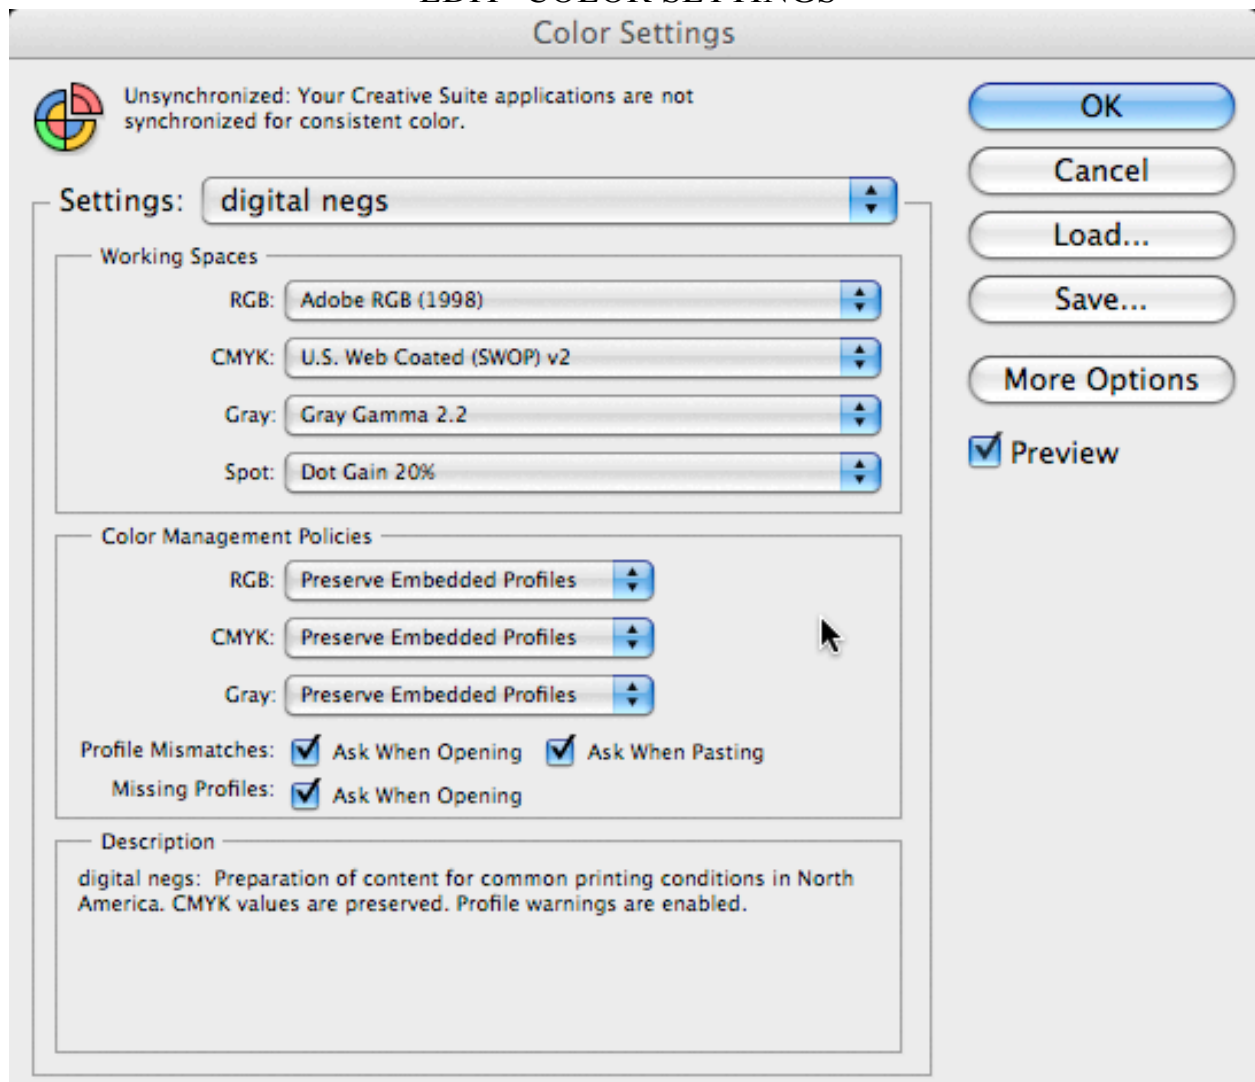 EDIT - COLOR SETTINGS
Color Settings
Unsynchronized: Your Creative Suite applications are not
synchronized for consistent color.
OK
Cancel
Load...
Save...
More Options
Preview
Settings: digital negs
Working Spaces
RGB: Adobe RGB (1998)
CMYK: U.S. Web Coated (SWOP) v2
Gray: Gray Gamma 2.2
Spot: Dot Gain 20%
Color Management Policies
RGB: Preserve Embedded Profiles
CMYK: Preserve Embedded Profiles
Gray: Preserve Embedded Profiles
Profile Mismatches: Ask When Opening Ask When Pasting
Missing Profiles: Ask When Opening
Description
digital negs: Preparation of content for common printing conditions in North
America. CMYK values are preserved. Profile warnings are enabled.